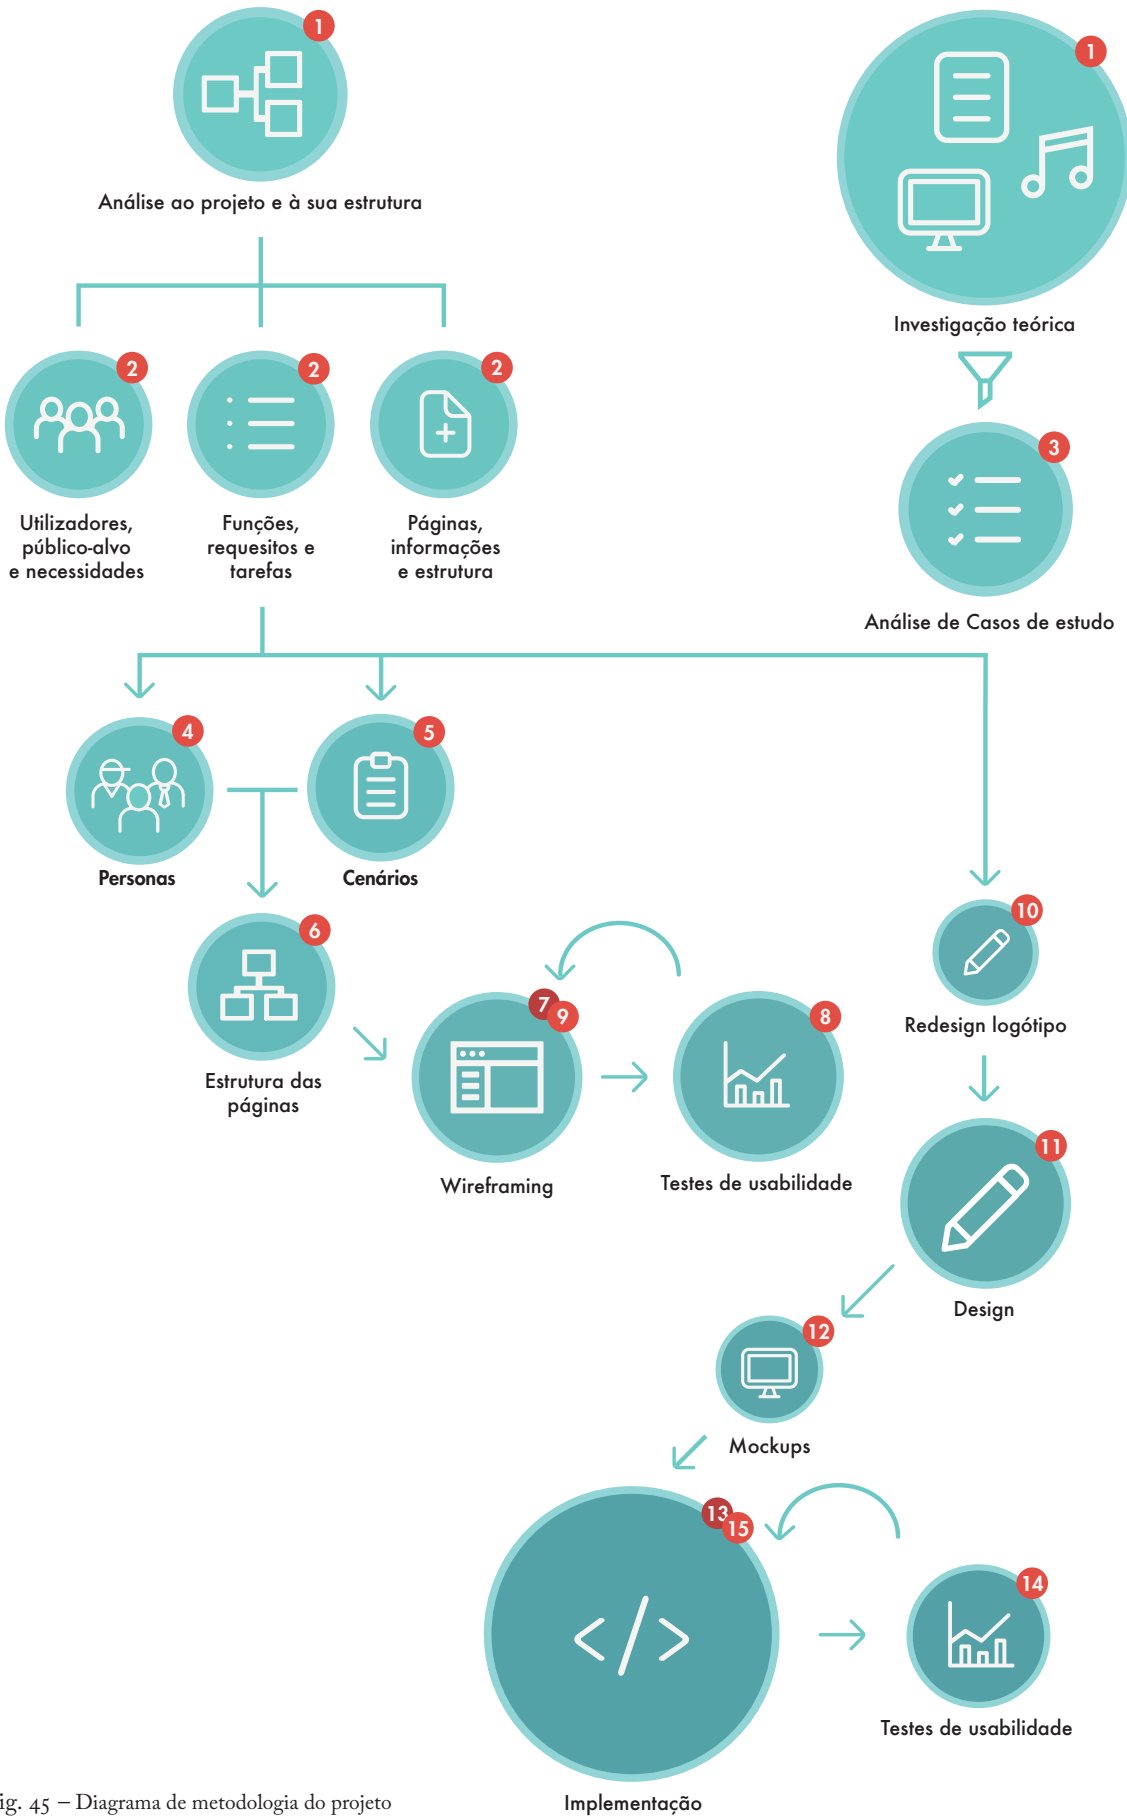 1
Análise ao projeto e à sua estrutura
1
Investigação teórica
2
Utilizadores,
público-alvo
e necessidades
2
Funções,
requesitos e
tarefas
2
Páginas,
informações
e estrutura
3
Análise de Casos de estudo
4
Personas
5
Cenários
6
Estrutura das
páginas
7
9
Wireframing
8
Testes de usabilidade
10
Redesign logótipo
11
Design
12
Mockups
13
15
</>
Implementação
14
Testes de usabilidade
ig. 45 – Diagrama de metodologia do projeto